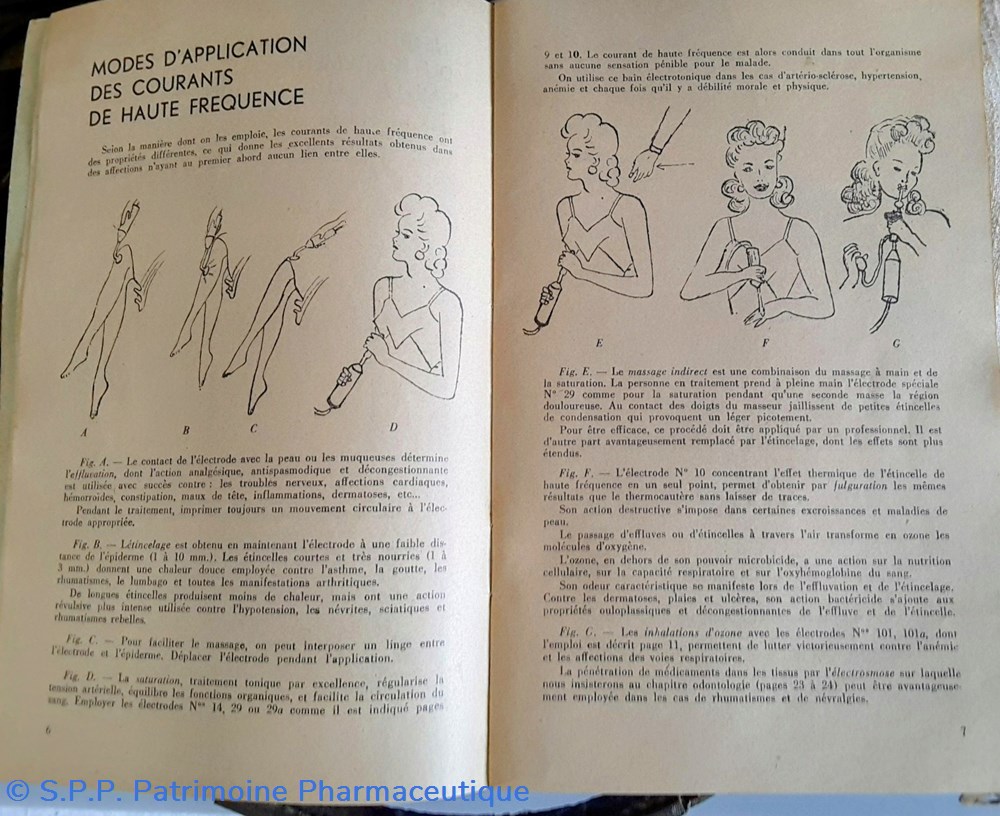 MODES D'APPLICATION
DES COURANTS
DE HAUTE FREQUENCE
Selon la manière dont on les emploie, les courants de haute fréquence ont
des propriétés différentes, ce qui donne les excellents résultats obtenus dans
des affections n'ayant au premier abord aucun lien entre elles.
A B C D
Fig. A. — Le contact de l'électrode avec la peau ou les muqueuses détermine
l'effluvation, dont l'action analgésique, antispasmodique et décongestionnante
est utilisée avec succès contre : les troubles nerveux, affections cardiaques,
hémorroïdes, constipation, maux de tête, inflammations, dermatoses, etc...
Pendant le traitement, imprimer toujours un mouvement circulaire à l'élec-
trode appropriée.
Fig. B. — L'étincelage est obtenu en maintenant l'électrode à une faible dis-
tance de l'épiderme (1 à 10 mm.). Les étincelles courtes et très nourries (1 à
3 mm.) donnent une chaleur douce employée contre l'asthme, la goutte, les
rhumatismes, le lumbago et toutes les manifestations arthritiques.
De longues étincelles produisent moins de chaleur, mais ont une action
révulsive plus intense utilisée contre l'hypotension, les névrites, sciatiques et
rhumatismes rebelles.
Fig. C. — Pour faciliter le massage, on peut interposer un linge entre
l'électrode et l'épiderme. Déplacer l'électrode pendant l'application.
Fig. D. — La saturation, traitement tonique par excellence, régularise la
tension artérielle, équilibre les fonctions organiques, et facilite la circulation du
sang. Employer les électrodes Nos 14, 29 ou 29a comme il est indiqué pages
6
9 et 10. Le courant de haute fréquence est alors conduit dans tout l'organisme
sans aucune sensation pénible pour le malade.
On utilise ce bain électrotonique dans les cas d'artério-sclérose, hypertension,
anémie et chaque fois qu'il y a débilité morale et physique.
E F G
Fig. E. — Le massage indirect est une combinaison du massage à main et de
la saturation. La personne en traitement prend à pleine main l'électrode spéciale
N° 29 comme pour la saturation pendant qu'une seconde masse la région
douloureuse. Au contact des doigts du masseur jaillissent de petites étincelles
de condensation qui provoquent un léger picotement.
Pour être efficace, ce procédé doit être appliqué par un professionnel. Il est
d'autre part avantageusement remplacé par l'étincelage, dont les effets sont plus
étendus.
Fig. F. — L'électrode N° 10 concentrant l'effet thermique de l'étincelle de
haute fréquence en un seul point, permet d'obtenir par fulguration les mêmes
résultats que le thermocautère sans laisser de traces.
Son action destructive s'impose dans certaines excroissances et maladies de
peau.
Le passage d'effluves ou d'étincelles à travers l'air transforme en ozone les
molécules d'oxygène.
L'ozone, en dehors de son pouvoir microbicide, a une action sur la nutrition
cellulaire, sur la capacité respiratoire et sur l'oxyhémoglobine du sang.
Son odeur caractéristique se manifeste lors de l'effluvation et de l'étincelage.
Contre les dermatoses, plaies et ulcères, son action bactéricide s'ajoute aux
propriétés ouloplasiques et décongestionnantes de l'effluve et de l'étincelle.
Fig. G. — Les inhalations d'ozone avec les électrodes Nos 101, 101a, dont
l'emploi est décrit page 11, permettent de lutter victorieusement contre l'anémie
et les affections des voies respiratoires.
La pénétration de médicaments dans les tissus par l'électrosmose sur laquelle
nous insisterons au chapitre odontologie (pages 23 à 24) peut être avantageuse-
ment employée dans les cas de rhumatismes et de névralgies.
7
© S.P.P. Patrimoine Pharmaceutique